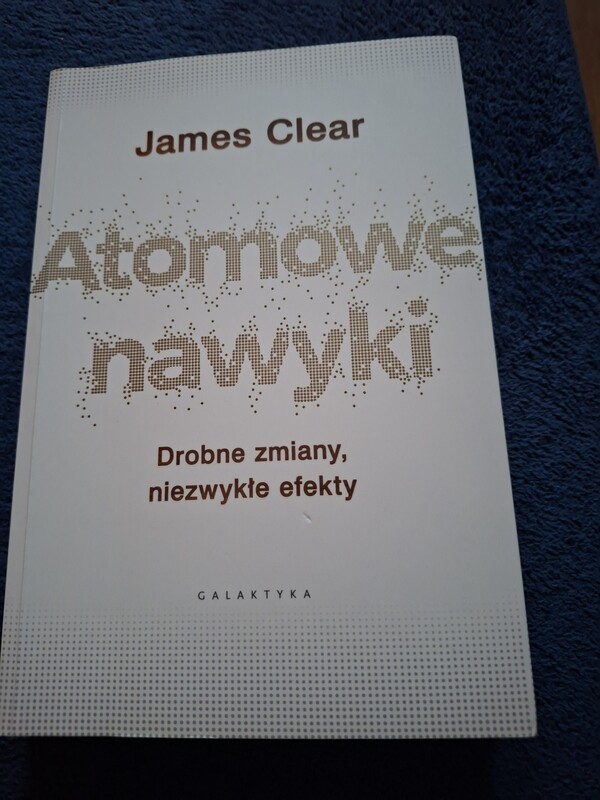 James Clear
Atomowe
nawyki
Drobne zmiany,
niezwykłe efekty
GALAKTYKA